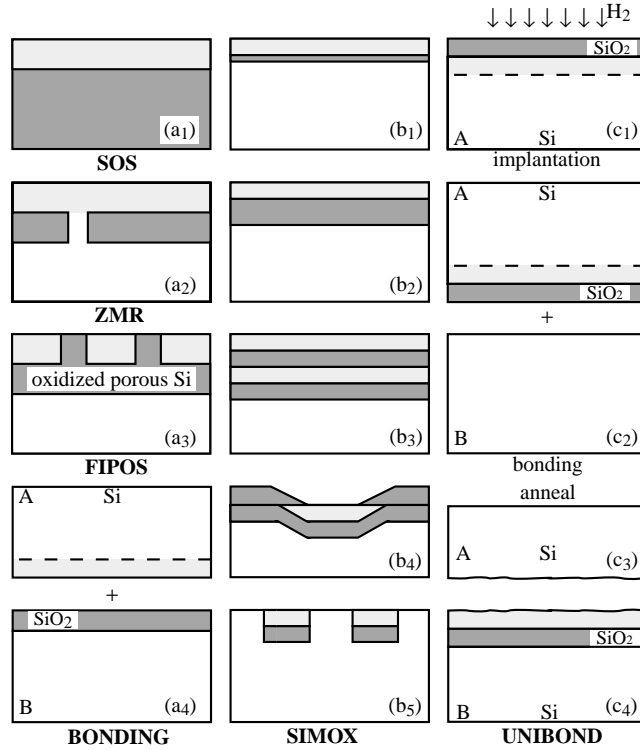 H2
SiO2
(a1)
(b1)
A Si (c1)
SOS
implantation
A Si
(a2)
(b2)
SiO2
ZMR
+
oxidized porous Si
(a3)
(b3)
B (c2)
FIPOS
bonding
anneal
A Si
(b4)
A Si (c3)
+
SiO2
SiO2
B (a4)
(b5)
B Si (c4)
BONDING
SIMOX
UNIBOND